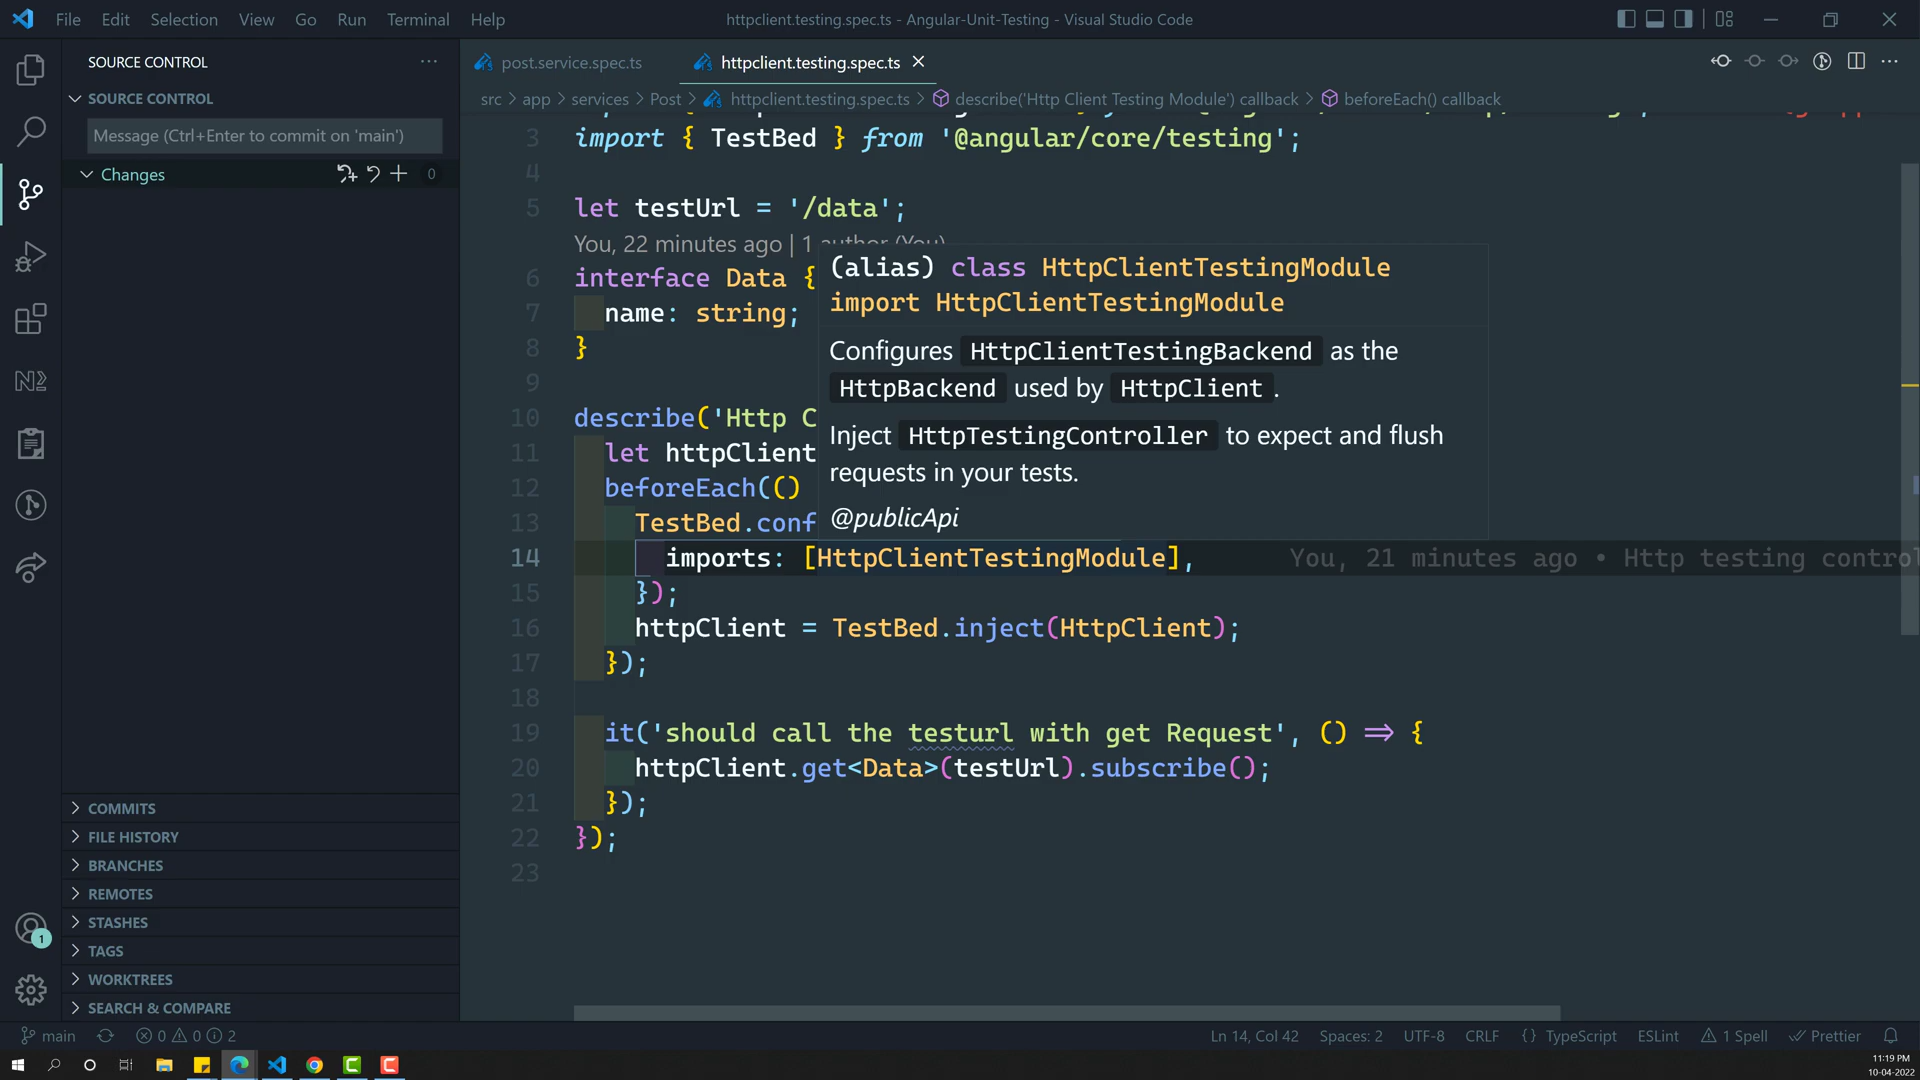 File Edit Selection View Go Run Terminal Help
httpclient.testing.spec.ts - Angular-Unit-Testing - Visual Studio Code
SOURCE CONTROL
SOURCE CONTROL
Message (Ctrl+Enter to commit on 'main')
Changes
0
COMMITS
FILE HISTORY
BRANCHES
REMOTES
STASHES
TAGS
WORKTREES
SEARCH & COMPARE
1
post.service.spec.ts
httpclient.testing.spec.ts
src > app > services > Post > httpclient.testing.spec.ts > describe('Http Client Testing Module') callback > beforeEach() callback
3 import { TestBed } from '@angular/core/testing';
4
5 let testUrl = '/data';
You, 22 minutes ago | 1 author (You)
6 interface Data {
7 name: string;
8 }
9
10 describe('Http C
11 let httpClient
12 beforeEach(()
13 TestBed.conf
14 imports: [HttpClientTestingModule], You, 21 minutes ago • Http testing control
15 });
16 httpClient = TestBed.inject(HttpClient);
17 });
18
19 it('should call the testurl with get Request', () => {
20 httpClient.get<Data>(testUrl).subscribe();
21 });
22 });
23
(alias) class HttpClientTestingModule
import HttpClientTestingModule
Configures HttpClientTestingBackend as the
HttpBackend used by HttpClient.
Inject HttpTestingController to expect and flush
requests in your tests.
@publicApi
main 0 0 2
Ln 14, Col 42 Spaces: 2 UTF-8 CRLF {} TypeScript ESLint 1 Spell Prettier
11:19 PM
10-04-2022